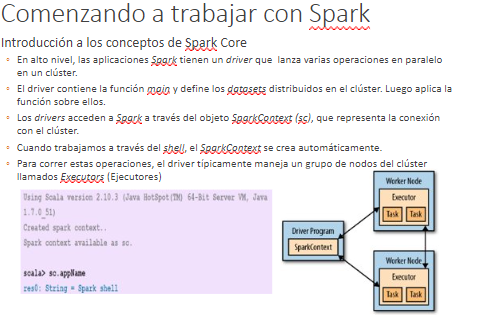 Comenzando a trabajar con Spark
Introducción a los conceptos de Spark Core
▫ En alto nivel, las aplicaciones Spark tienen un driver que lanza varias operaciones en paralelo
en un clúster.
▫ El driver contiene la función main y define los datasets distribuidos en el clúster. Luego aplica la
función sobre ellos.
▫ Los drivers acceden a Spark a través del objeto SparkContext (sc), que representa la conexión
con el clúster.
▫ Cuando trabajamos a través del shell, el SparkContext se crea automáticamente.
▫ Para correr estas operaciones, el driver típicamente maneja un grupo de nodos del clúster
llamados Executors (Ejecutores)
Using Scala version 2.10.3 (Java HotSpot(TM) 64-Bit Server VM, Java
1.7.0_51)
Created spark context..
Spark context available as sc.
scala> sc.appName
res0: String = Spark shell
Driver Program
SparkContext
Worker Node
Executor
Task Task
Worker Node
Executor
Task Task